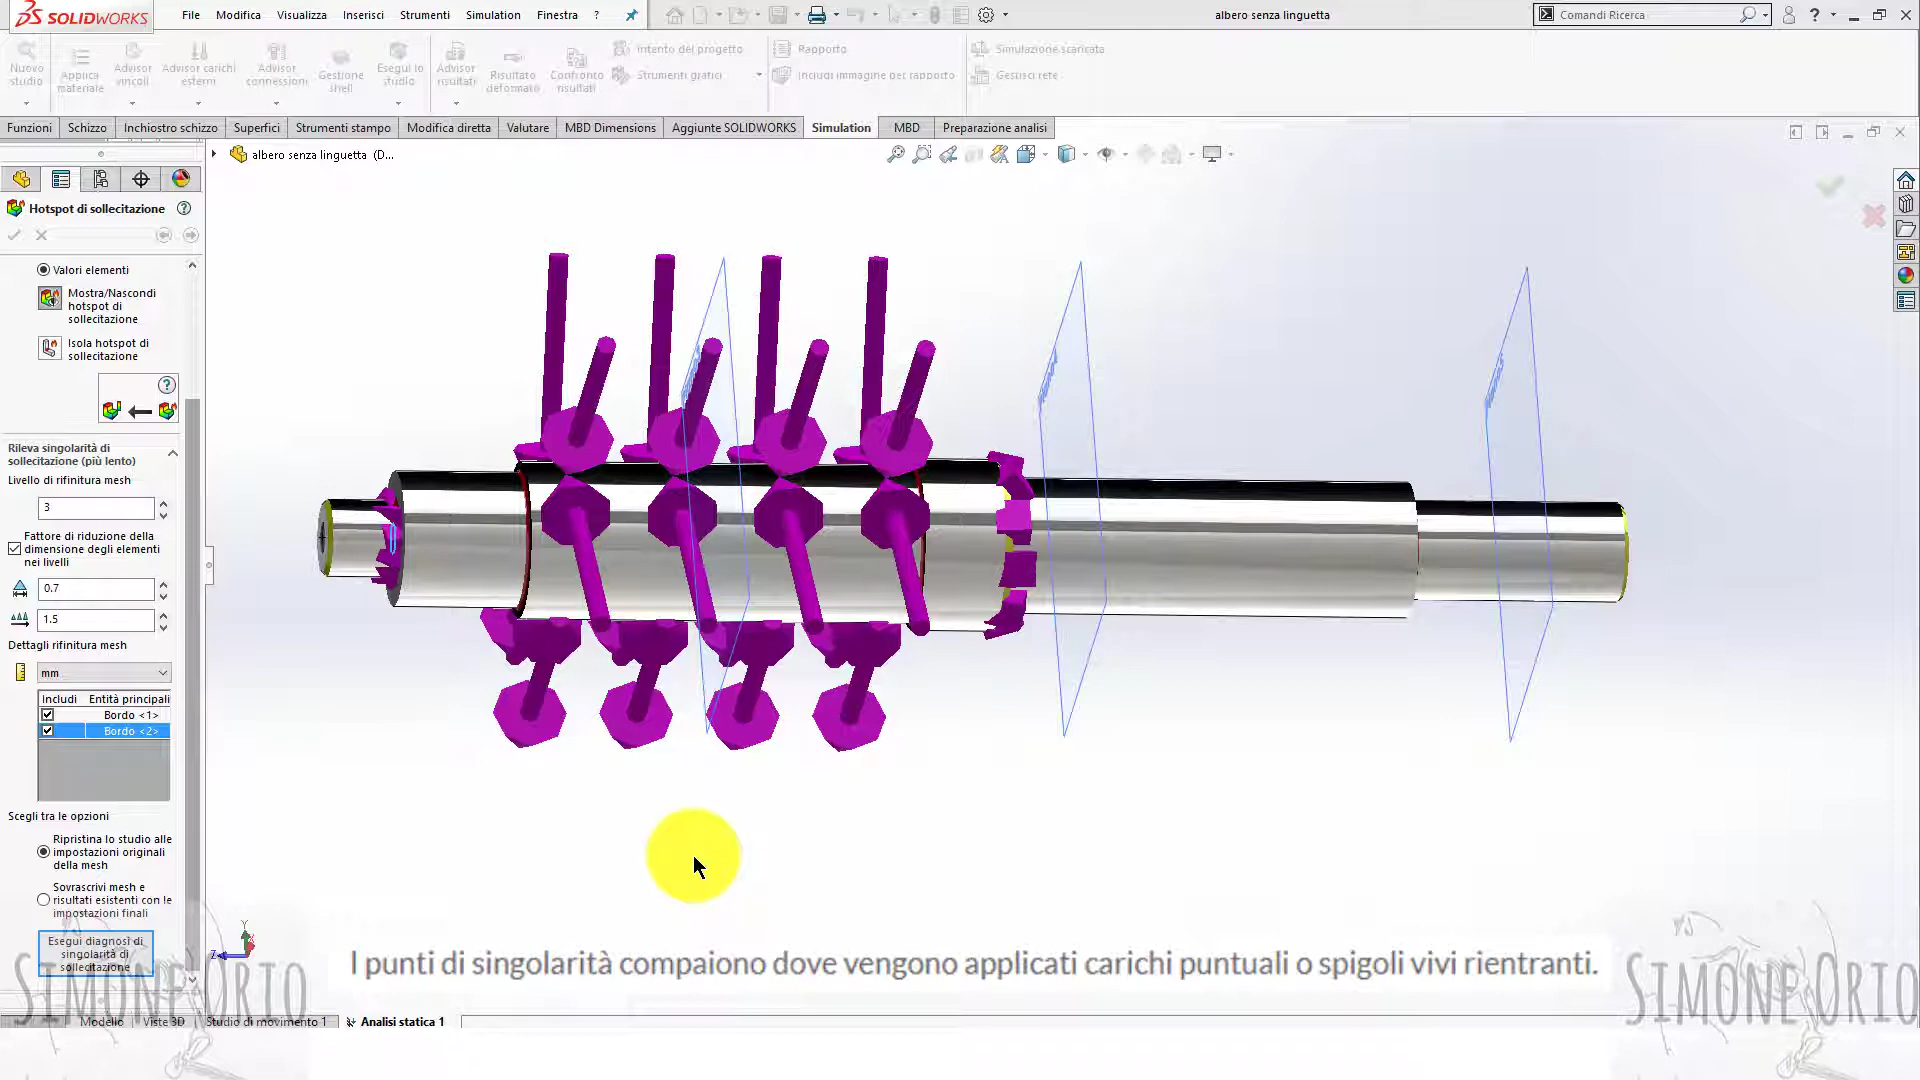 SOLIDWORKS
File Modifica Visualizza Inserisci Strumenti Simulation Finestra ?
albero senza linguetta
Comandi Ricerca
?
Nuovo studio
Applica materiale
Advisor vincoli
Advisor carichi esterni
Advisor connessioni
Gestione shell
Esegui lo studio
Advisor risultati
Risultato deformato
Confronto risultati
Intento del progetto
Strumenti grafici
Rapporto
Includi immagine per rapporto
Simulazione scaricata
Gestisci rete
Funzioni Schizzo Inchiostro schizzo Superfici Strumenti stampo Modifica diretta Valutare MBD Dimensions Aggiunte SOLIDWORKS Simulation MBD Preparazione analisi
albero senza linguetta (D...
Hotspot di sollecitazione
Valori elementi
Mostra/Nascondi
hotspot di
sollecitazione
Isola hotspot di
sollecitazione
Rileva singolarità di
sollecitazione (più lento)
Livello di rifinitura mesh
3
Fattore di riduzione della
dimensione degli elementi
nei livelli
0.7
1.5
Dettagli rifinitura mesh
mm
Includi Entità principali
Bordo <1>
Bordo <2>
Scegli tra le opzioni
Ripristina lo studio alle
impostazioni originali
della mesh
Sovrascrivi mesh e
risultati esistenti con le
impostazioni finali
Esegui diagnosi di
singolarità di
sollecitazione
Y
Z
I punti di singolarità compaiono dove vengono applicati carichi puntuali o spigoli vivi rientranti.
SIMONE ORIO
SIMONE ORIO
Modello Viste 3D Studio di movimento 1 Analisi statica 1